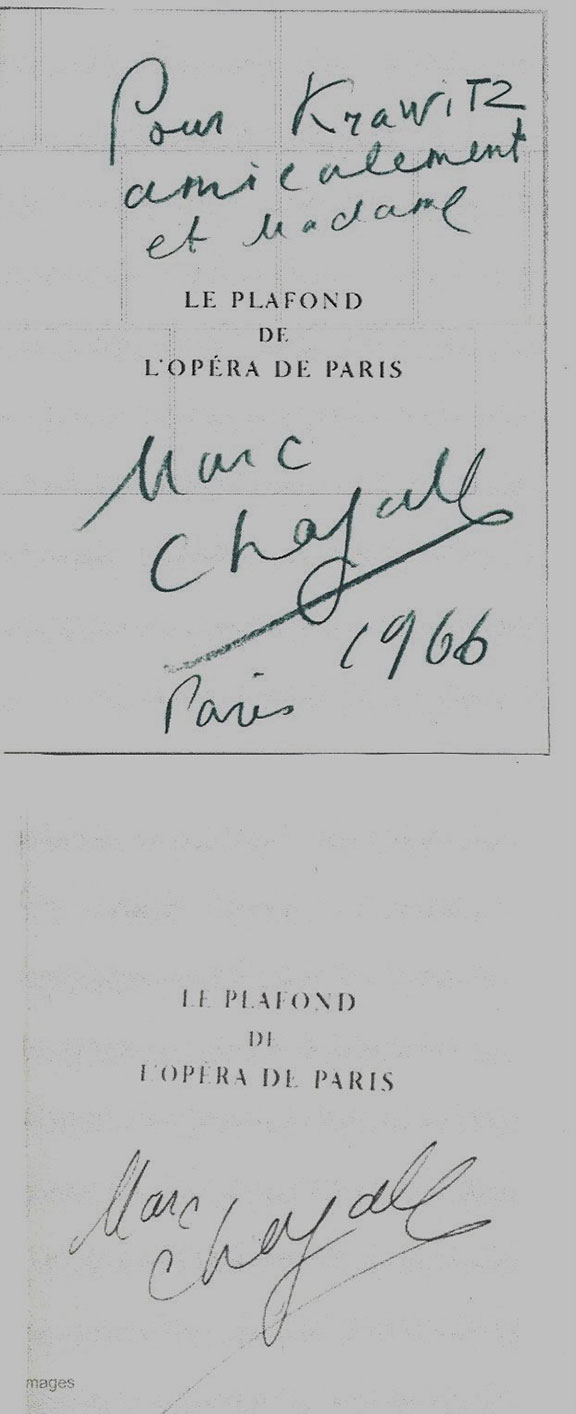 Pour KrawiTZ
amicalement
et Madame
LE PLAFOND
DE
L'OPÉRA DE PARIS
Marc
Chagall
1966
Paris
LE PLAFOND
DE
L'OPÉRA DE PARIS
Marc
Chagall
mages